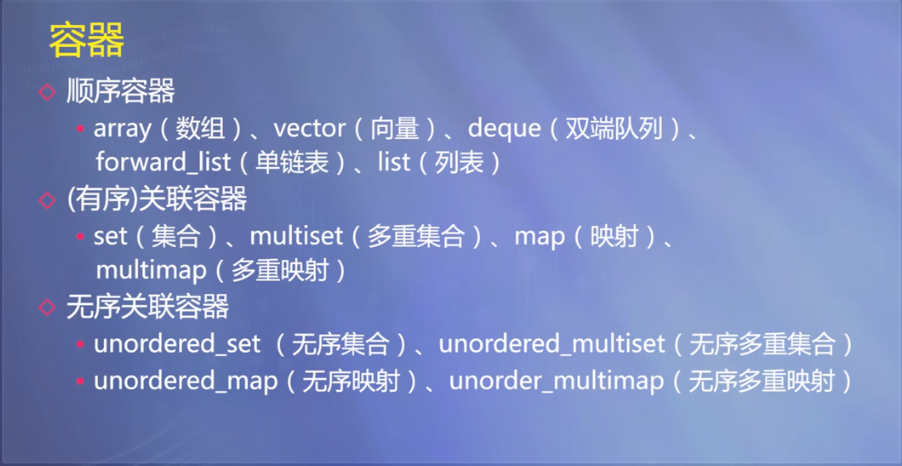 容器
顺序容器
array（数组）、vector（向量）、deque（双端队列）、
forward_list（单链表）、list（列表）
(有序)关联容器
set（集合）、multiset（多重集合）、map（映射）、
multimap（多重映射）
无序关联容器
unordered_set （无序集合）、unordered_multiset（无序多重集合）
unordered_map（无序映射）、unorder_multimap（无序多重映射）